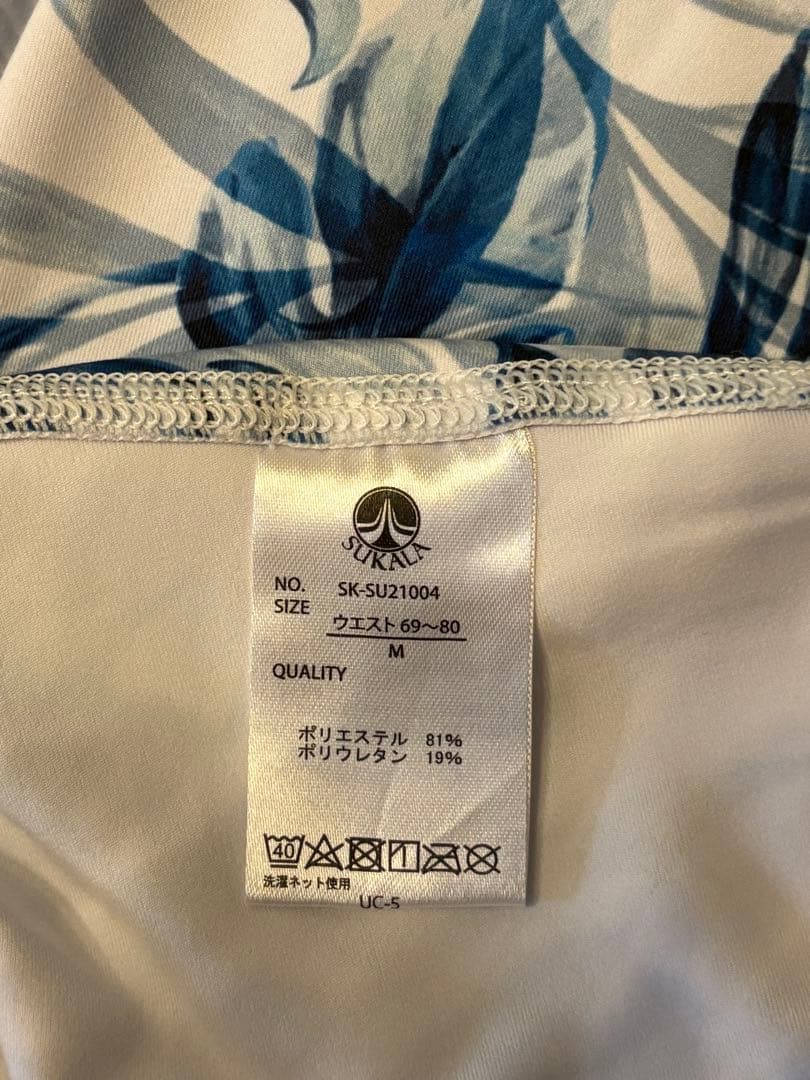 SUKALA
NO. SK-SU21004
SIZE ウエスト 69〜80
M
QUALITY
ポリエステル 81%
ポリウレタン 19%
40
洗濯ネット使用
UC-5